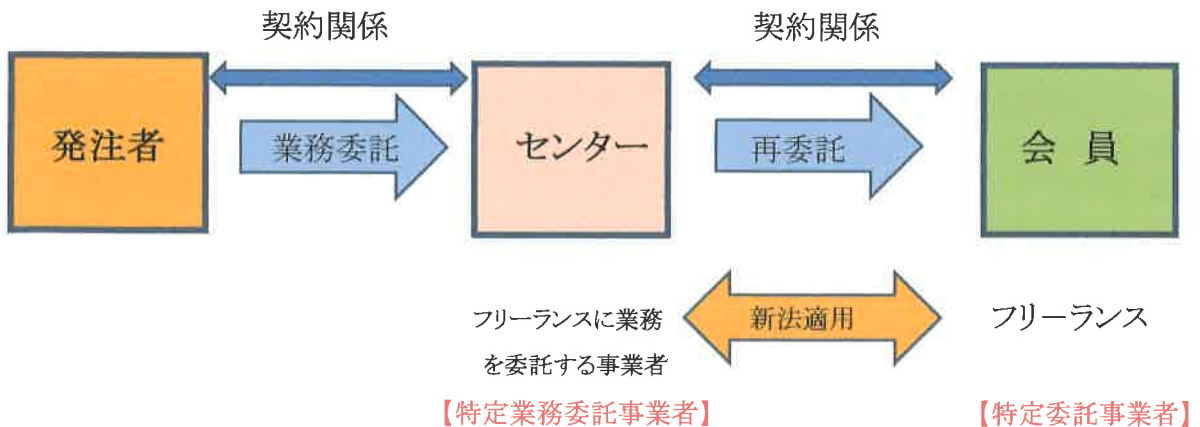 契約関係
契約関係
発注者
業務委託
センター
再委託
会 員
フリーランスに業務
を委託する事業者
新法適用
フリーランス
【特定業務委託事業者】
【特定委託事業者】